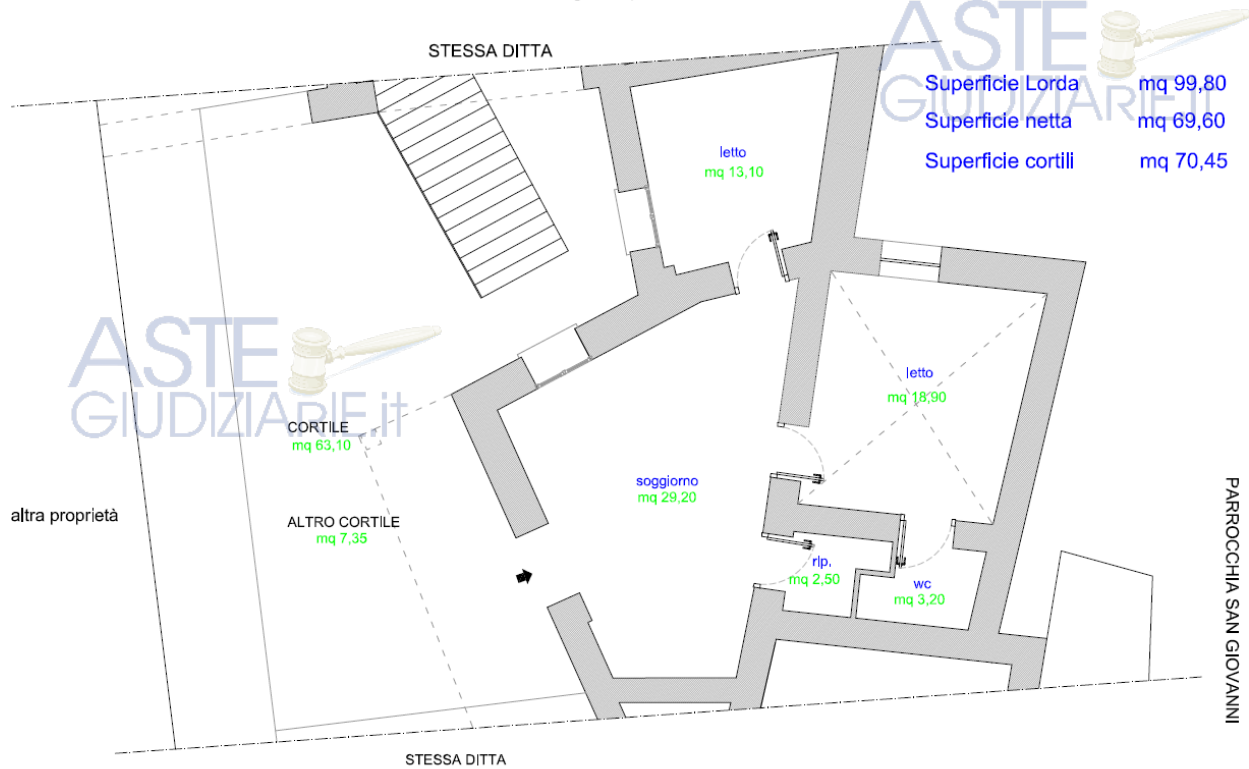 STESSA DITTA
ASTE
GIUDIZIARIE.it
Superficie Lorda mq 99,80
Superficie netta mq 69,60
Superficie cortili mq 70,45
letto
mq 13,10
ASTE
GIUDIZIARIE.it
letto
mq 18,90
CORTILE
mq 63,10
soggiorno
mq 29,20
altra proprietà
ALTRO CORTILE
mq 7,35
rip.
mq 2,50
wc
mq 3,20
PARROCCHIA SAN GIOVANNI
STESSA DITTA